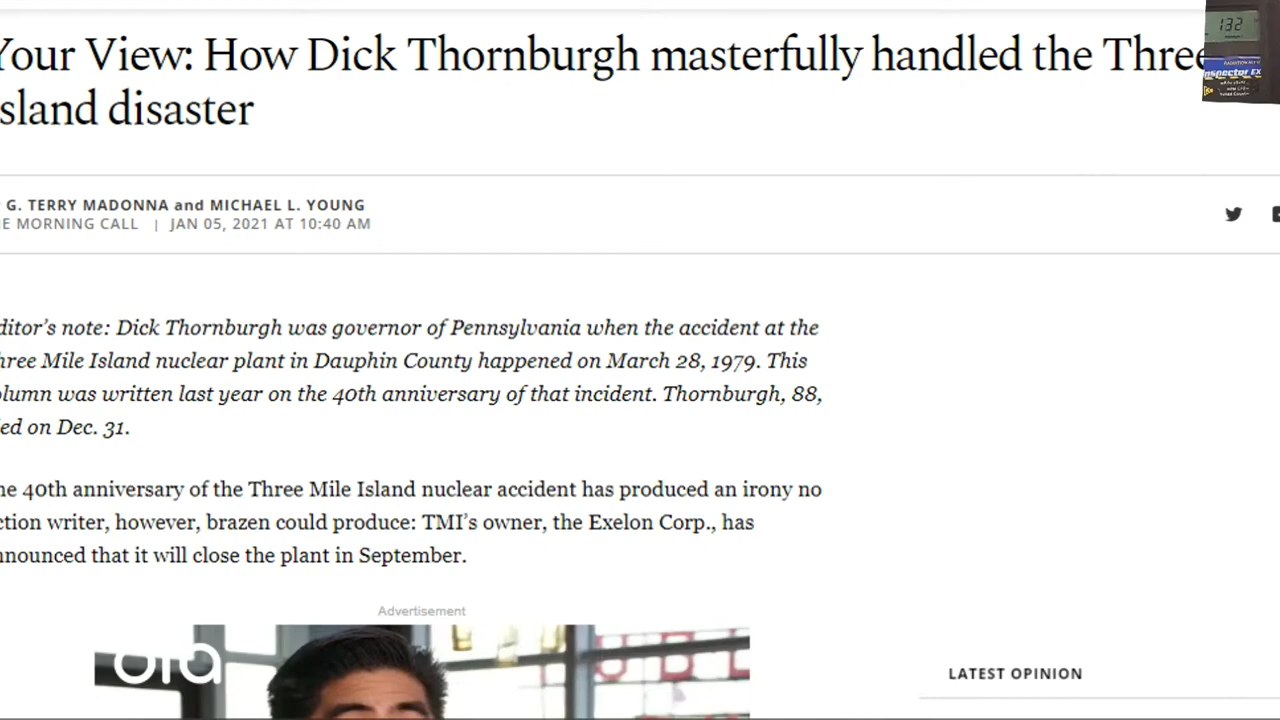 Your View: How Dick Thornburgh masterfully handled the Three
sland disaster
G. TERRY MADONNA and MICHAEL L. YOUNG
E MORNING CALL | JAN 05, 2021 AT 10:40 AM
ditor's note: Dick Thornburgh was governor of Pennsylvania when the accident at the
hree Mile Island nuclear plant in Dauphin County happened on March 28, 1979. This
olumn was written last year on the 40th anniversary of that incident. Thornburgh, 88,
ed on Dec. 31.
he 40th anniversary of the Three Mile Island nuclear accident has produced an irony no
ction writer, however, brazen could produce: TMI's owner, the Exelon Corp., has
nnounced that it will close the plant in September.
Advertisement
ora
LATEST OPINION
132
Inspector EX